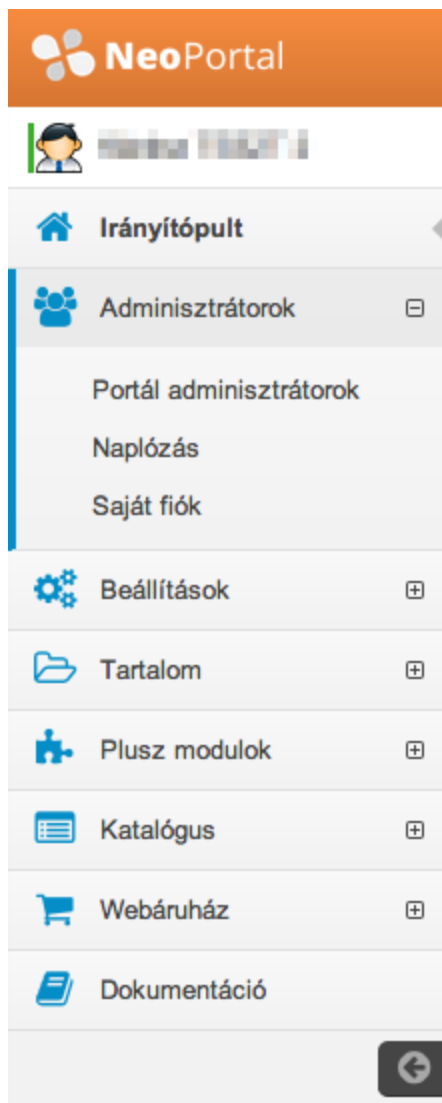 NeoPortal
Irányítópult
Adminisztrátorok
Portál adminisztrátorok
Naplózás
Saját fiók
Beállítások
Tartalom
Plusz modulok
Katalógus
Webáruház
Dokumentáció